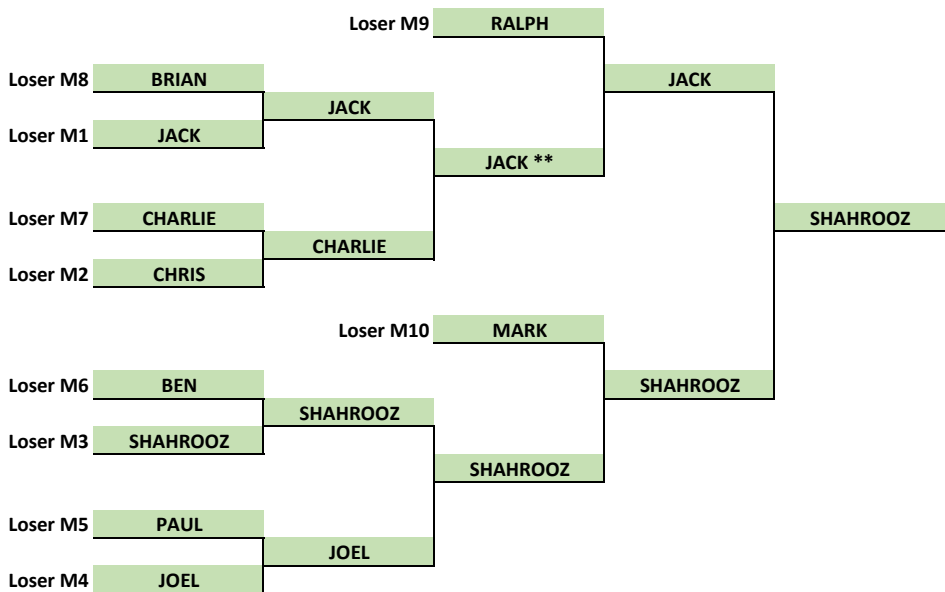 Loser M9 RALPH
Loser M8 BRIAN JACK
JACK
Loser M1 JACK
JACK **
Loser M7 CHARLIE SHAHROOZ
CHARLIE
Loser M2 CHRIS
Loser M10 MARK
Loser M6 BEN SHAHROOZ
SHAHROOZ
Loser M3 SHAHROOZ
SHAHROOZ
Loser M5 PAUL
JOEL
Loser M4 JOEL